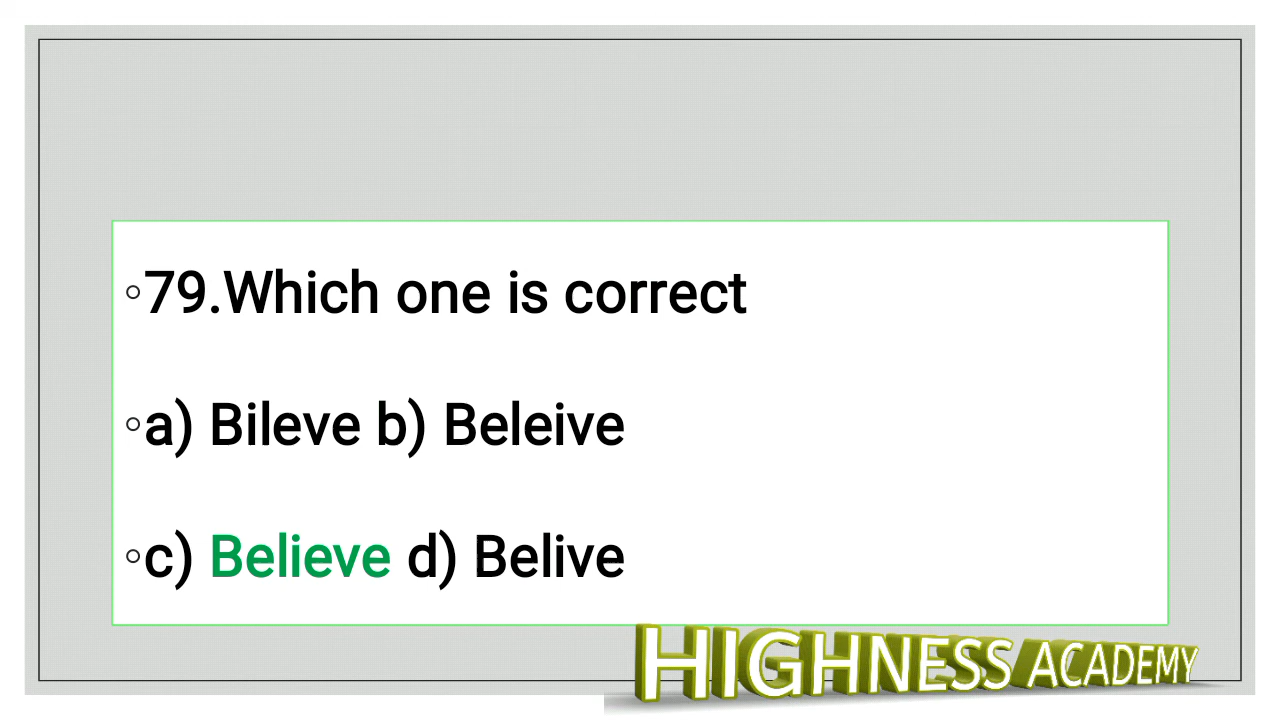 ◦79.Which one is correct
◦a) Bileve b) Beleive
◦c) Believe d) Belive
HIGHNESS ACADEMY